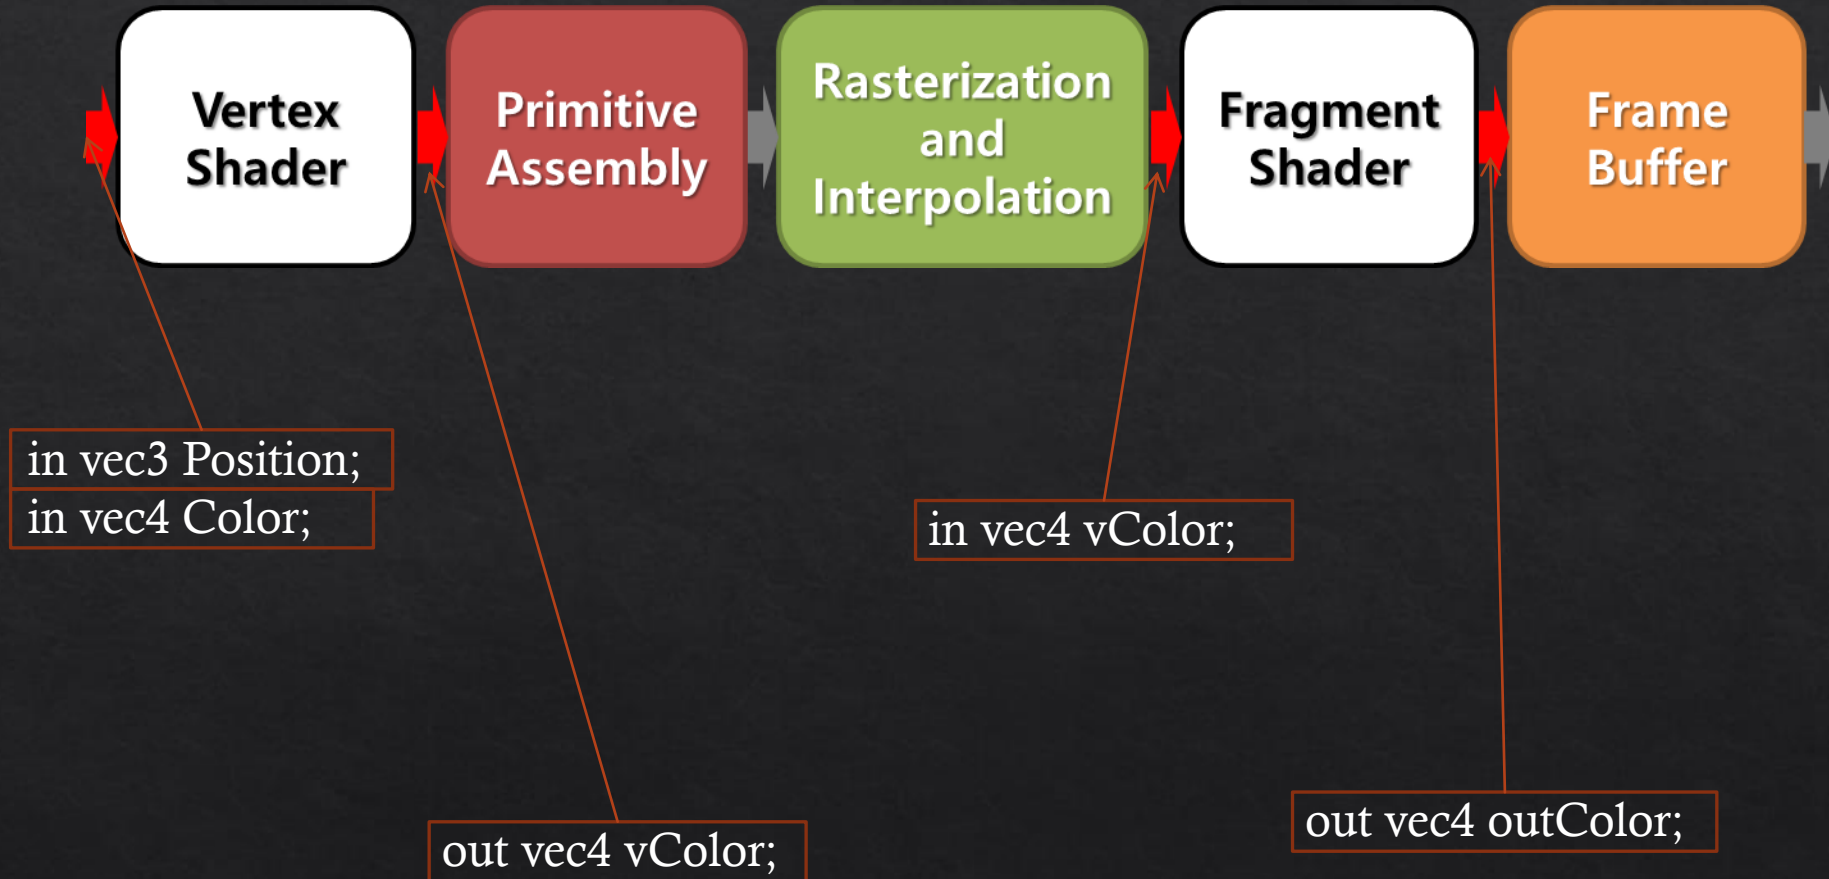 Vertex
Shader
Primitive
Assembly
Rasterization
and
Interpolation
Fragment
Shader
Frame
Buffer
in vec3 Position;
in vec4 Color;
in vec4 vColor;
out vec4 vColor;
out vec4 outColor;